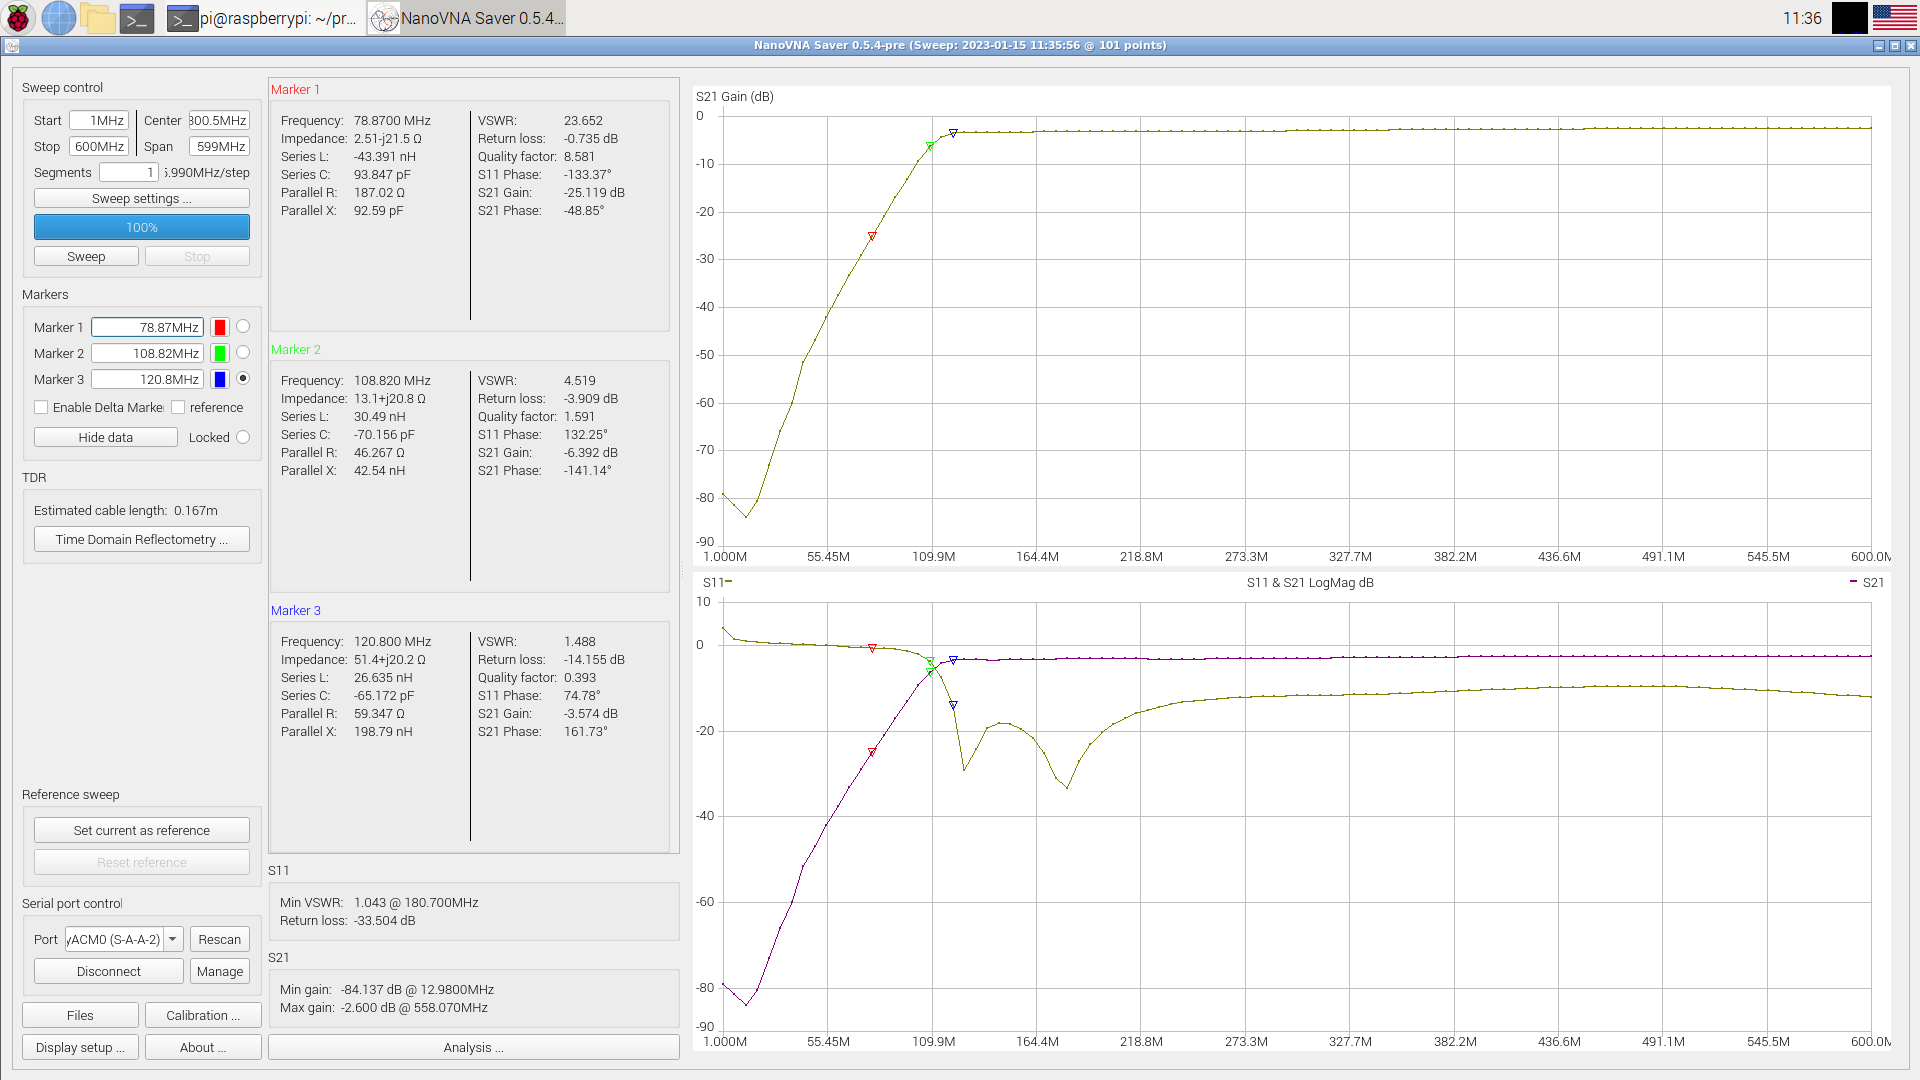 pi@raspberrypi: ~/pr...
NanoVNA Saver 0.5.4...
11:36
NanoVNA Saver 0.5.4-pre (Sweep: 2023-01-15 11:35:56 @ 101 points)
Sweep control
Start 1MHz Center 300.5MHz
Stop 600MHz Span 599MHz
Segments 1 5.990MHz/step
Sweep settings ...
100%
Sweep Stop
Markers
Marker 1 78.87MHz
Marker 2 108.82MHz
Marker 3 120.8MHz
Enable Delta Marke reference
Hide data Locked
TDR
Estimated cable length: 0.167m
Time Domain Reflectometry ...
Reference sweep
Set current as reference
Reset reference
Serial port control
Port yACM0 (S-A-A-2) Rescan
Disconnect Manage
Files Calibration ...
Display setup ... About ...
Marker 1
Frequency: 78.8700 MHz VSWR: 23.652
Impedance: 2.51-j21.5 Ω Return loss: -0.735 dB
Series L: -43.391 nH Quality factor: 8.581
Series C: 93.847 pF S11 Phase: -133.37°
Parallel R: 187.02 Ω S21 Gain: -25.119 dB
Parallel X: 92.59 pF S21 Phase: -48.85°
Marker 2
Frequency: 108.820 MHz VSWR: 4.519
Impedance: 13.1+j20.8 Ω Return loss: -3.909 dB
Series L: 30.49 nH Quality factor: 1.591
Series C: -70.156 pF S11 Phase: 132.25°
Parallel R: 46.267 Ω S21 Gain: -6.392 dB
Parallel X: 42.54 nH S21 Phase: -141.14°
Marker 3
Frequency: 120.800 MHz VSWR: 1.488
Impedance: 51.4+j20.2 Ω Return loss: -14.155 dB
Series L: 26.635 nH Quality factor: 0.393
Series C: -65.172 pF S11 Phase: 74.78°
Parallel R: 59.347 Ω S21 Gain: -3.574 dB
Parallel X: 198.79 nH S21 Phase: 161.73°
S11
Min VSWR: 1.043 @ 180.700MHz
Return loss: -33.504 dB
S21
Min gain: -84.137 dB @ 12.9800MHz
Max gain: -2.600 dB @ 558.070MHz
Analysis ...
S21 Gain (dB)
0
-10
-20
-30
-40
-50
-60
-70
-80
-90
1.000M 55.45M 109.9M 164.4M 218.8M 273.3M 327.7M 382.2M 436.6M 491.1M 545.5M 600.0M
S11 S11 & S21 LogMag dB S21
10
0
-20
-40
-60
-80
-90
1.000M 55.45M 109.9M 164.4M 218.8M 273.3M 327.7M 382.2M 436.6M 491.1M 545.5M 600.0M